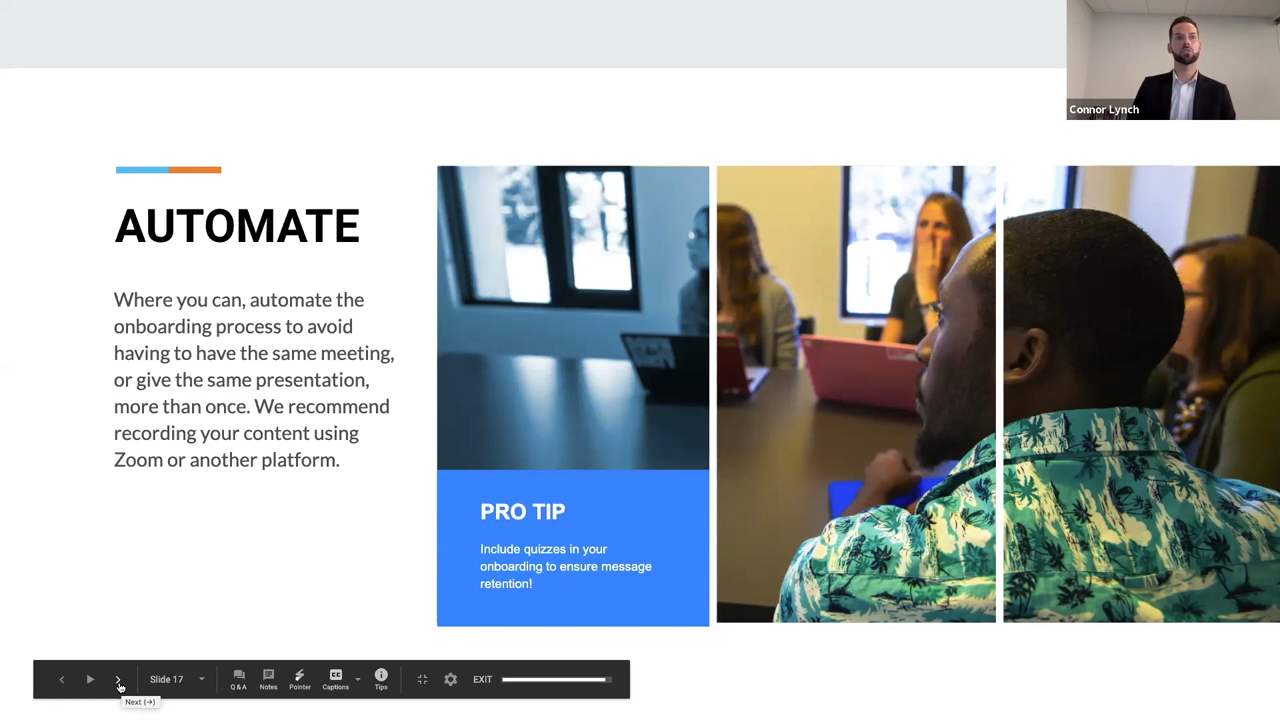 Connor Lynch
AUTOMATE
Where you can, automate the
onboarding process to avoid
having to have the same meeting,
or give the same presentation,
more than once. We recommend
recording your content using
Zoom or another platform.
PRO TIP
Include quizzes in your
onboarding to ensure message
retention!
Slide 17
Q & A
Notes
Pointer
Captions
Tips
EXIT
Next (→)